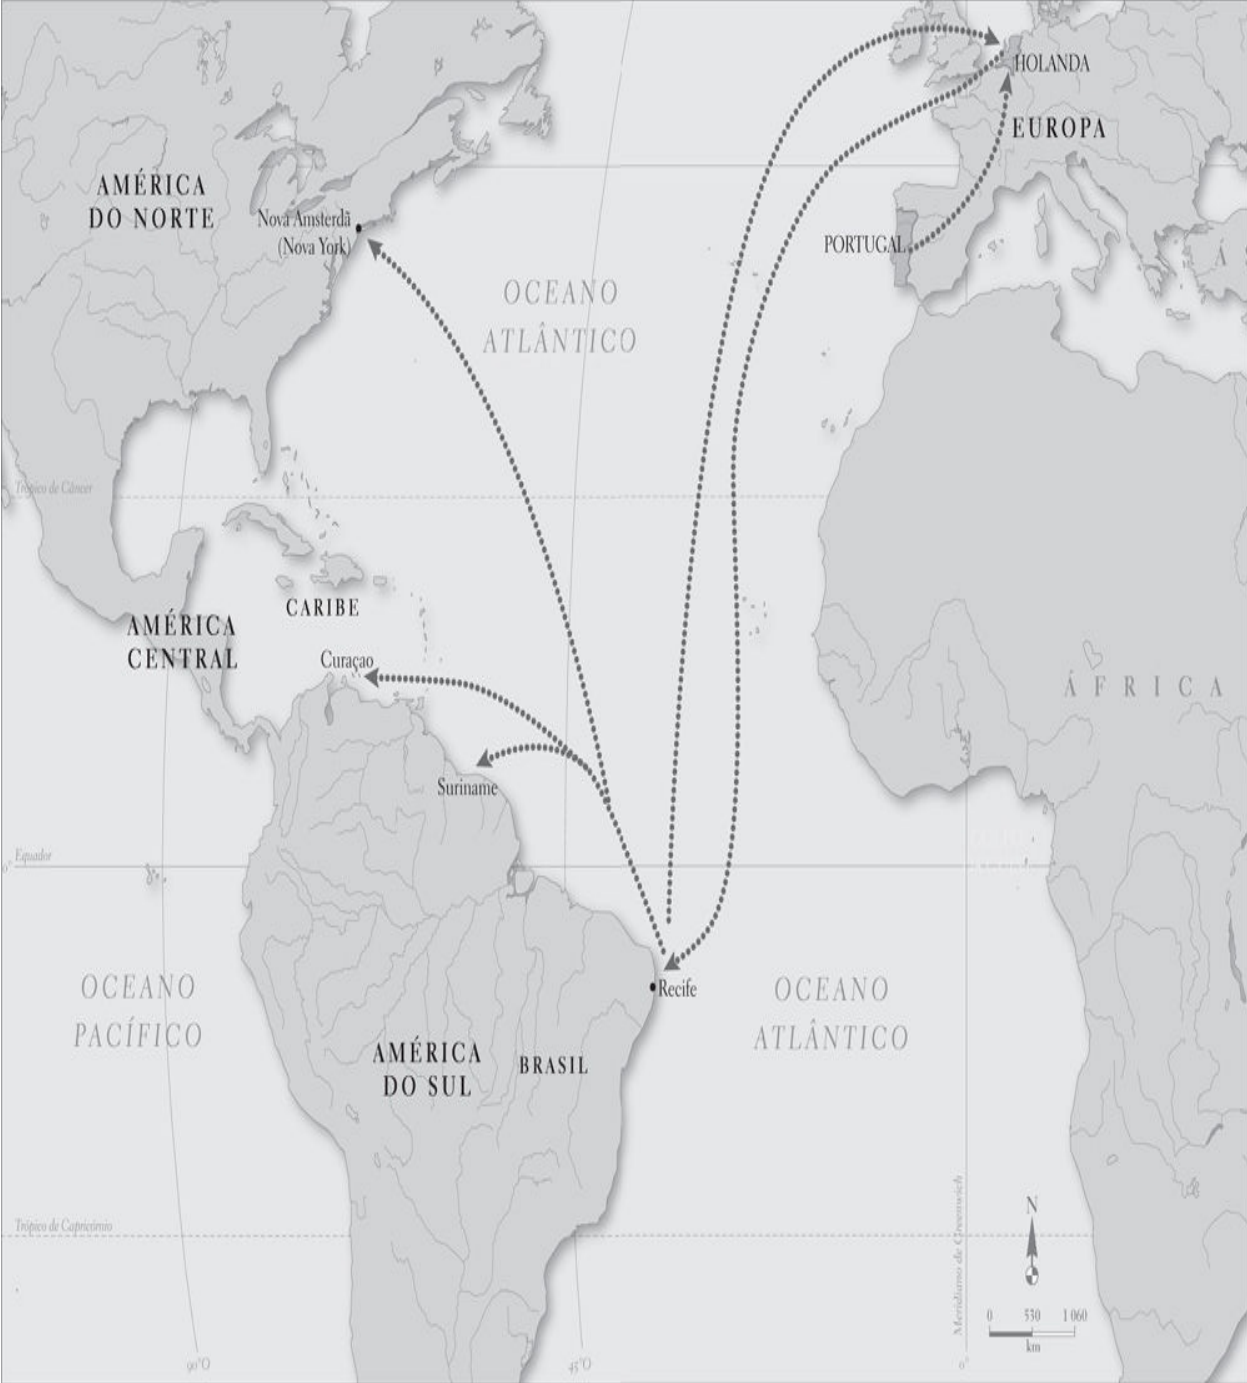 HOLANDA
EUROPA
AMÉRICA
DO NORTE
Nova Amsterdã
(Nova York)
PORTUGAL
Á
OCEANO
ATLÂNTICO
Trópico de Câncer
CARIBE
AMÉRICA
CENTRAL
Curaçao
ÁFRICA
Suriname
Equador
0°
Recife
OCEANO
PACÍFICO
OCEANO
ATLÂNTICO
AMÉRICA
DO SUL
BRASIL
Meridiano de Greenwich
N
Trópico de Capricórnio
0 530 1 060
km
90°O
45°O
0°